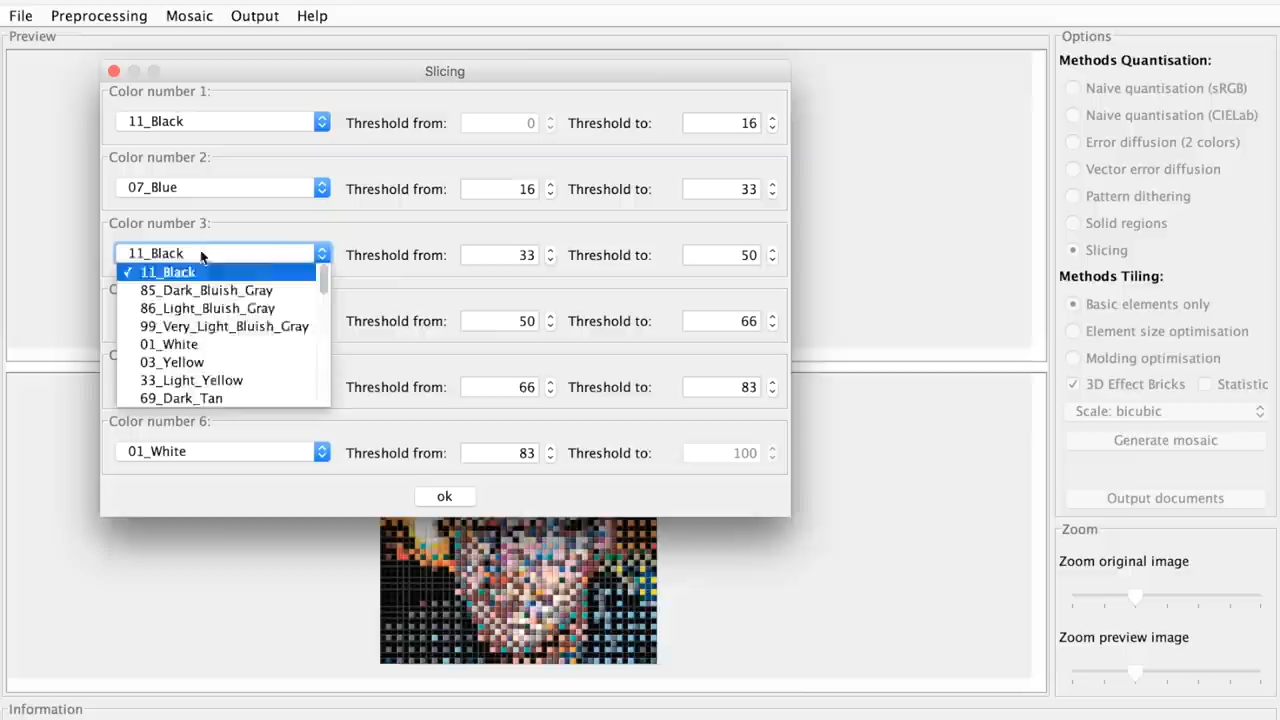 File Preprocessing Mosaic Output Help
Preview
Slicing
Color number 1:
11_Black Threshold from: 0 Threshold to: 16
Color number 2:
07_Blue Threshold from: 16 Threshold to: 33
Color number 3:
11_Black Threshold from: 33 Threshold to: 50
✓ 11_Black
85_Dark_Bluish_Gray
86_Light_Bluish_Gray
99_Very_Light_Bluish_Gray
01_White
03_Yellow
33_Light_Yellow
69_Dark_Tan
Threshold from: 50 Threshold to: 66
Threshold from: 66 Threshold to: 83
Color number 6:
01_White Threshold from: 83 Threshold to: 100
ok
Options
Methods Quantisation:
Naive quantisation (sRGB)
Naive quantisation (CIELab)
Error diffusion (2 colors)
Vector error diffusion
Pattern dithering
Solid regions
Slicing
Methods Tiling:
Basic elements only
Element size optimisation
Molding optimisation
3D Effect Bricks Statistic
Scale: bicubic
Generate mosaic
Output documents
Zoom
Zoom original image
Zoom preview image
Information